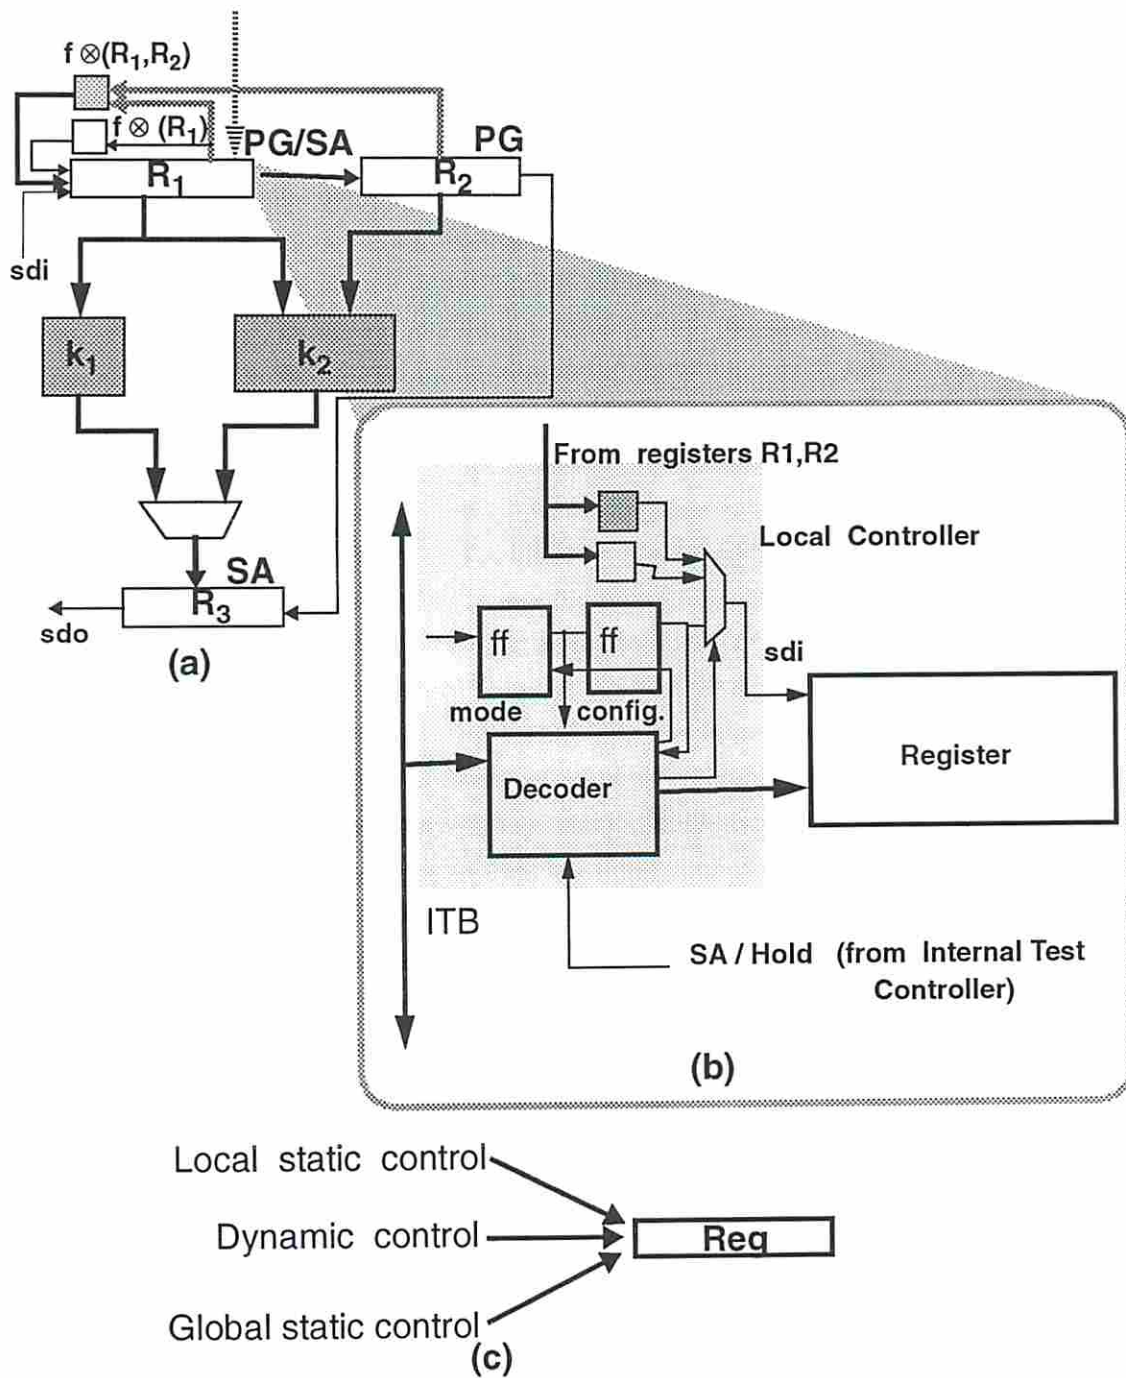 f ⊗(R₁,R₂)
f ⊗ (R₁)
PG/SA
PG
R₁
R₂
sdi
k₁
k₂
SA
R₃
sdo
(a)
From registers R1,R2
Local Controller
ff
ff
sdi
mode
config.
Decoder
Register
ITB
SA / Hold (from Internal Test
Controller)
(b)
Local static control
Dynamic control
Reg
Global static control
(c)